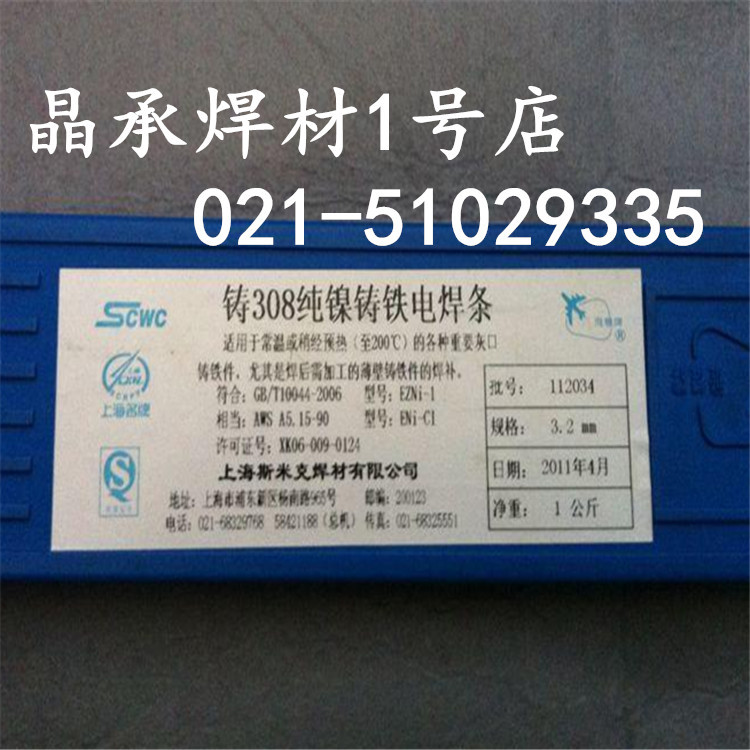 晶承焊材1号店
021-51029335
SCWC
铸308纯镍铸铁电焊条
适用于常温或稍经预热(至200℃)的各种重要灰口
铸铁件、尤其是焊后需加工的薄壁铸铁件的焊补。
符合:GB/T10044-2006 型号:EZNi-1
相当:AWS A5.15-90 型号:ENi-C1
许可证号:XK06-009-0124
上海斯米克焊材有限公司
地址:上海市浦东新区杨南路965号 邮编:200123
电话:021-68329768 58421188(总机) 传真:021-68325551
上海名牌
飞机牌
®
批号: 112034
规格: 3.2 mm
日期: 2011年4月
净重: 1 公斤